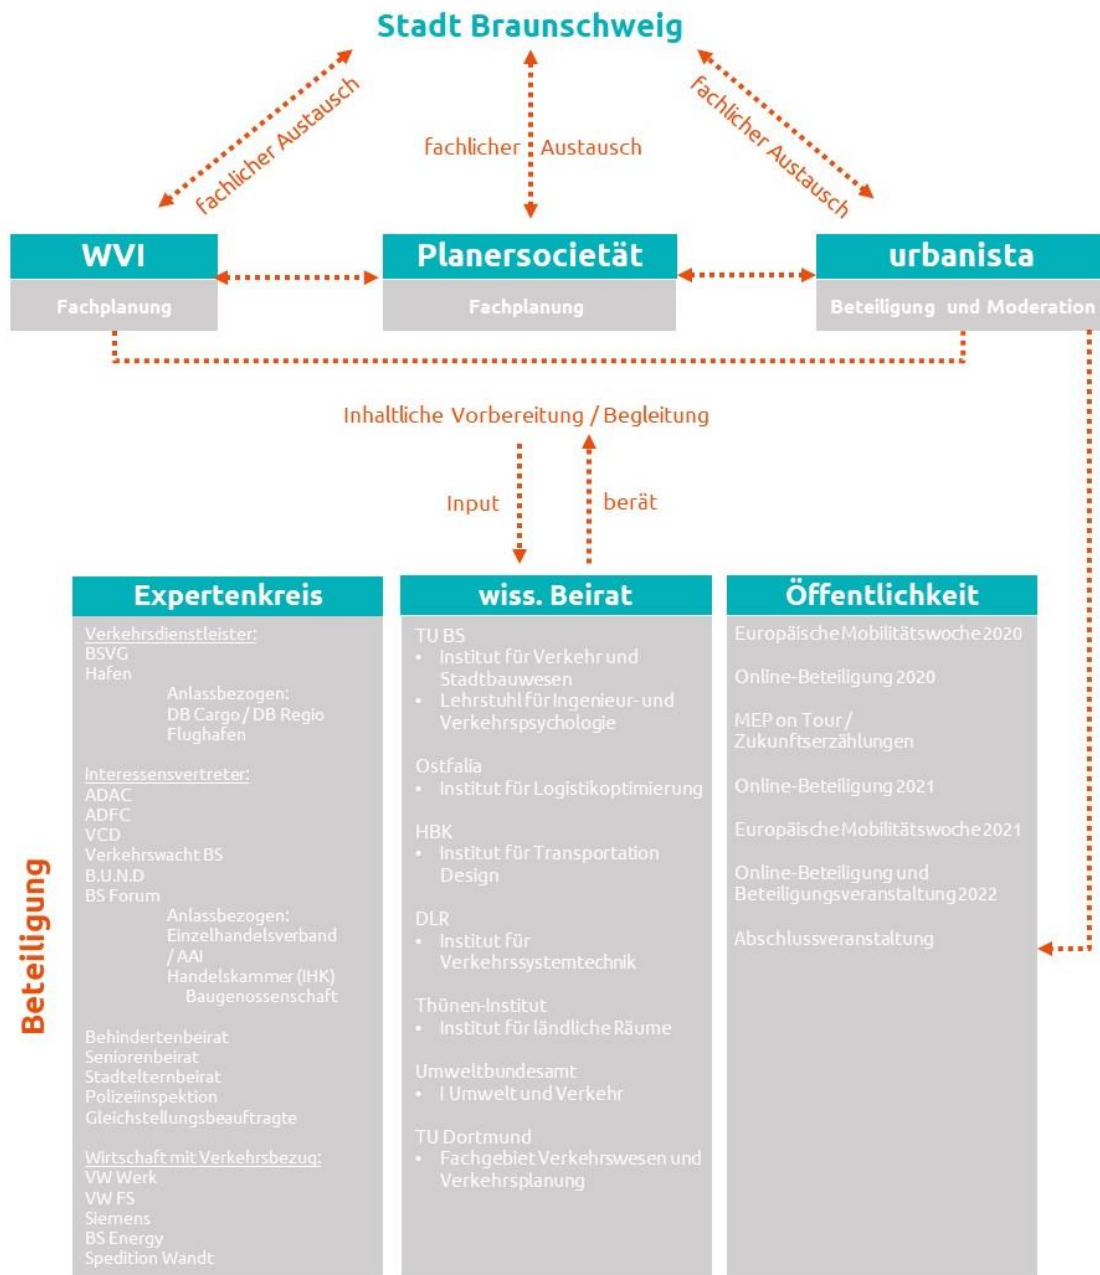 Stadt Braunschweig
fachlicher Austausch
fachlicher Austausch
fachlicher Austausch
WVI
Fachplanung
Planersocietät
Fachplanung
urbanista
Beteiligung und Moderation
Inhaltliche Vorbereitung / Begleitung
Input
berät
Beteiligung
Expertenkreis
Verkehrsdienstleister:
BSVG
Hafen
Anlassbezogen:
DB Cargo / DB Regio
Flughafen
Interessensvertreter:
ADAC
ADFC
VCD
Verkehrswacht BS
B.U.N.D
BS Forum
Anlassbezogen:
Einzelhandelsverband
/ AAI
Handelskammer (IHK)
Baugenossenschaft
Behindertenbeirat
Seniorenbeirat
Stadtelternbeirat
Polizeiinspektion
Gleichstellungsbeauftragte
Wirtschaft mit Verkehrsbezug:
VW Werk
VW FS
Siemens
BS Energy
Spedition Wandt
wiss. Beirat
TU BS
• Institut für Verkehr und
Stadtbauwesen
• Lehrstuhl für Ingenieur- und
Verkehrspsychologie
Ostfalia
• Institut für Logistikoptimierung
HBK
• Institut für Transportation
Design
DLR
• Institut für
Verkehrssystemtechnik
Thünen-Institut
• Institut für ländliche Räume
Umweltbundesamt
• I Umwelt und Verkehr
TU Dortmund
• Fachgebiet Verkehrswesen und
Verkehrsplanung
Öffentlichkeit
Europäische Mobilitätswoche 2020
Online-Beteiligung 2020
MEP on Tour /
Zukunftserzählungen
Online-Beteiligung 2021
Europäische Mobilitätswoche 2021
Online-Beteiligung und
Beteiligungsveranstaltung 2022
Abschlussveranstaltung